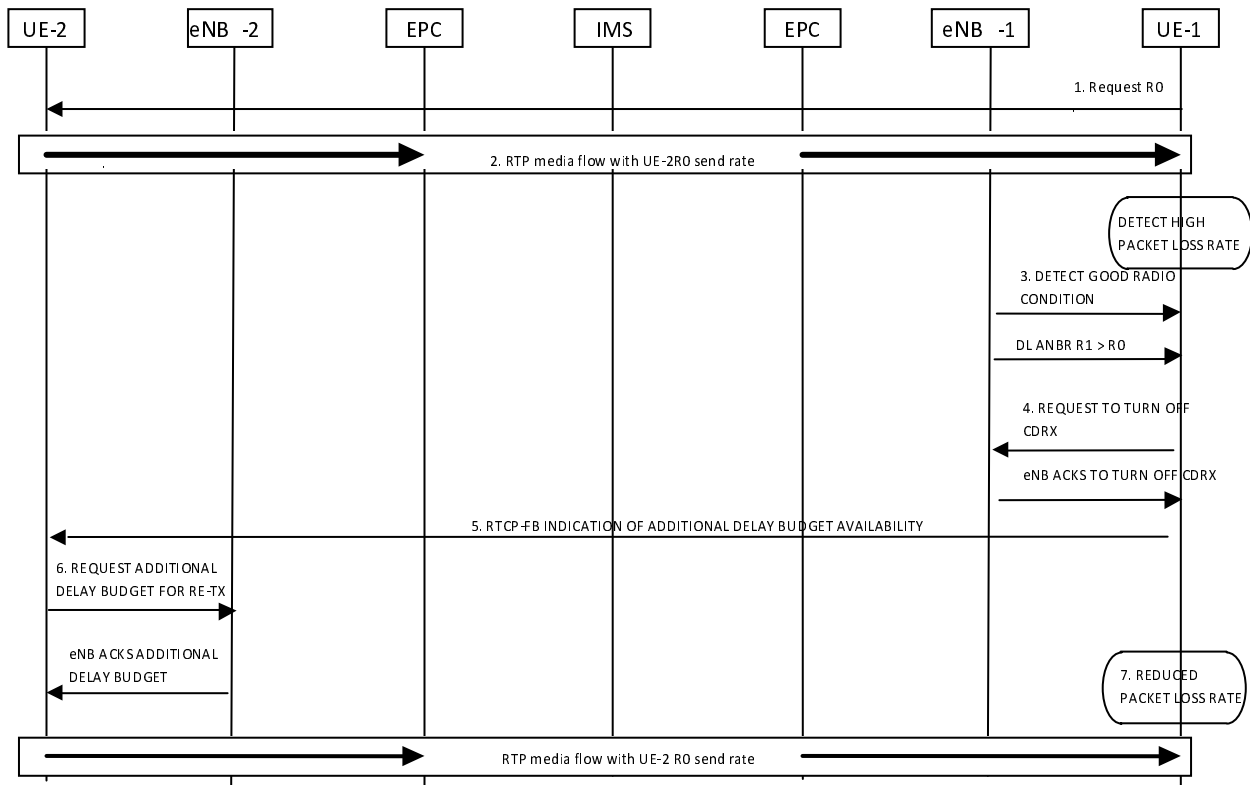 UE-2
eNB -2
EPC
IMS
EPC
eNB -1
UE-1
1. Request R0
2. RTP media flow with UE-2R0 send rate
DETECT HIGH
PACKET LOSS RATE
3. DETECT GOOD RADIO
CONDITION
DL ANBR R1 > R0
4. REQUEST TO TURN OFF
CDRX
eNB ACKS TO TURN OFF CDRX
5. RTCP-FB INDICATION OF ADDITIONAL DELAY BUDGET AVAILABILITY
6. REQUEST ADDITIONAL
DELAY BUDGET FOR RE-TX
eNB ACKS ADDITIONAL
DELAY BUDGET
7. REDUCED
PACKET LOSS RATE
RTP media flow with UE-2 R0 send rate